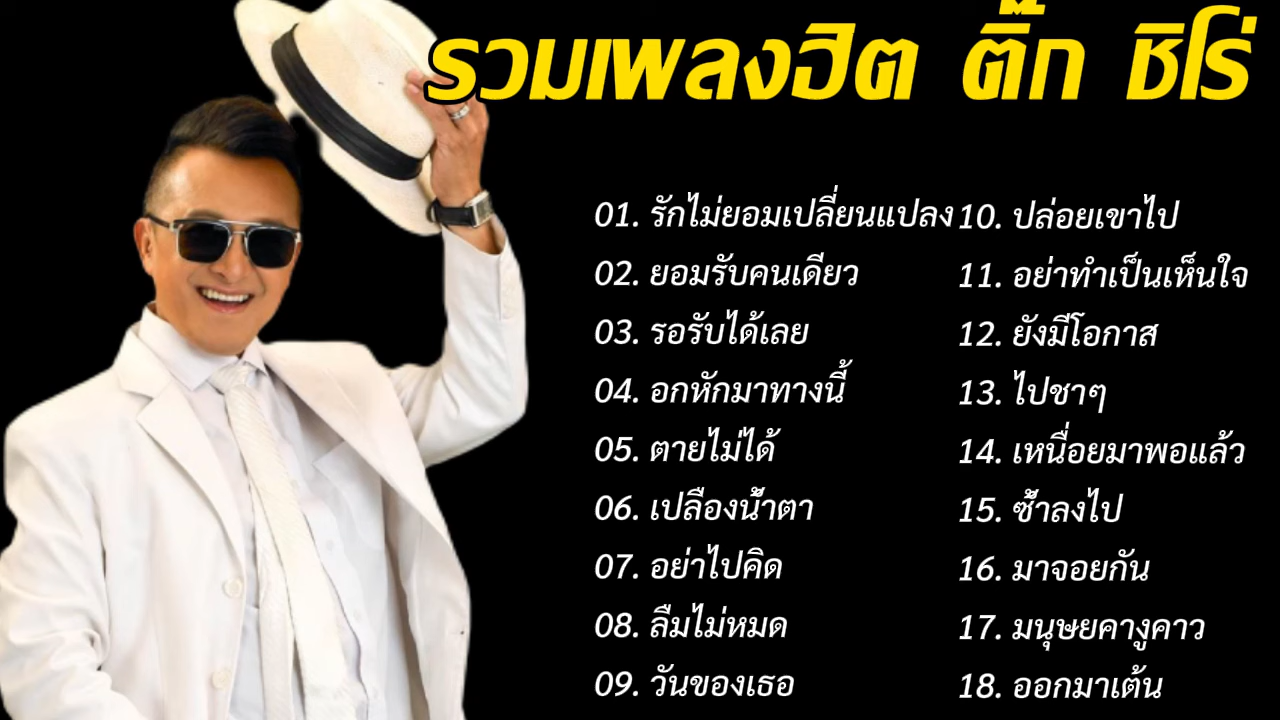 รวมเพลงฮิต ติ๊ก ชิโร่
01. รักไม่ยอมเปลี่ยนแปลง
02. ยอมรับคนเดียว
03. รอรับได้เลย
04. อกหักมาทางนี้
05. ตายไม่ได้
06. เปลืองน้ำตา
07. อย่าไปคิด
08. ลืมไม่หมด
09. วันของเธอ
10. ปล่อยเขาไป
11. อย่าทำเป็นเห็นใจ
12. ยังมีโอกาส
13. ไปช้าๆ
14. เหนื่อยมาพอแล้ว
15. ซ้ำลงไป
16. มาจอยกัน
17. มนุษยคางูคาว
18. ออกมาเต้น